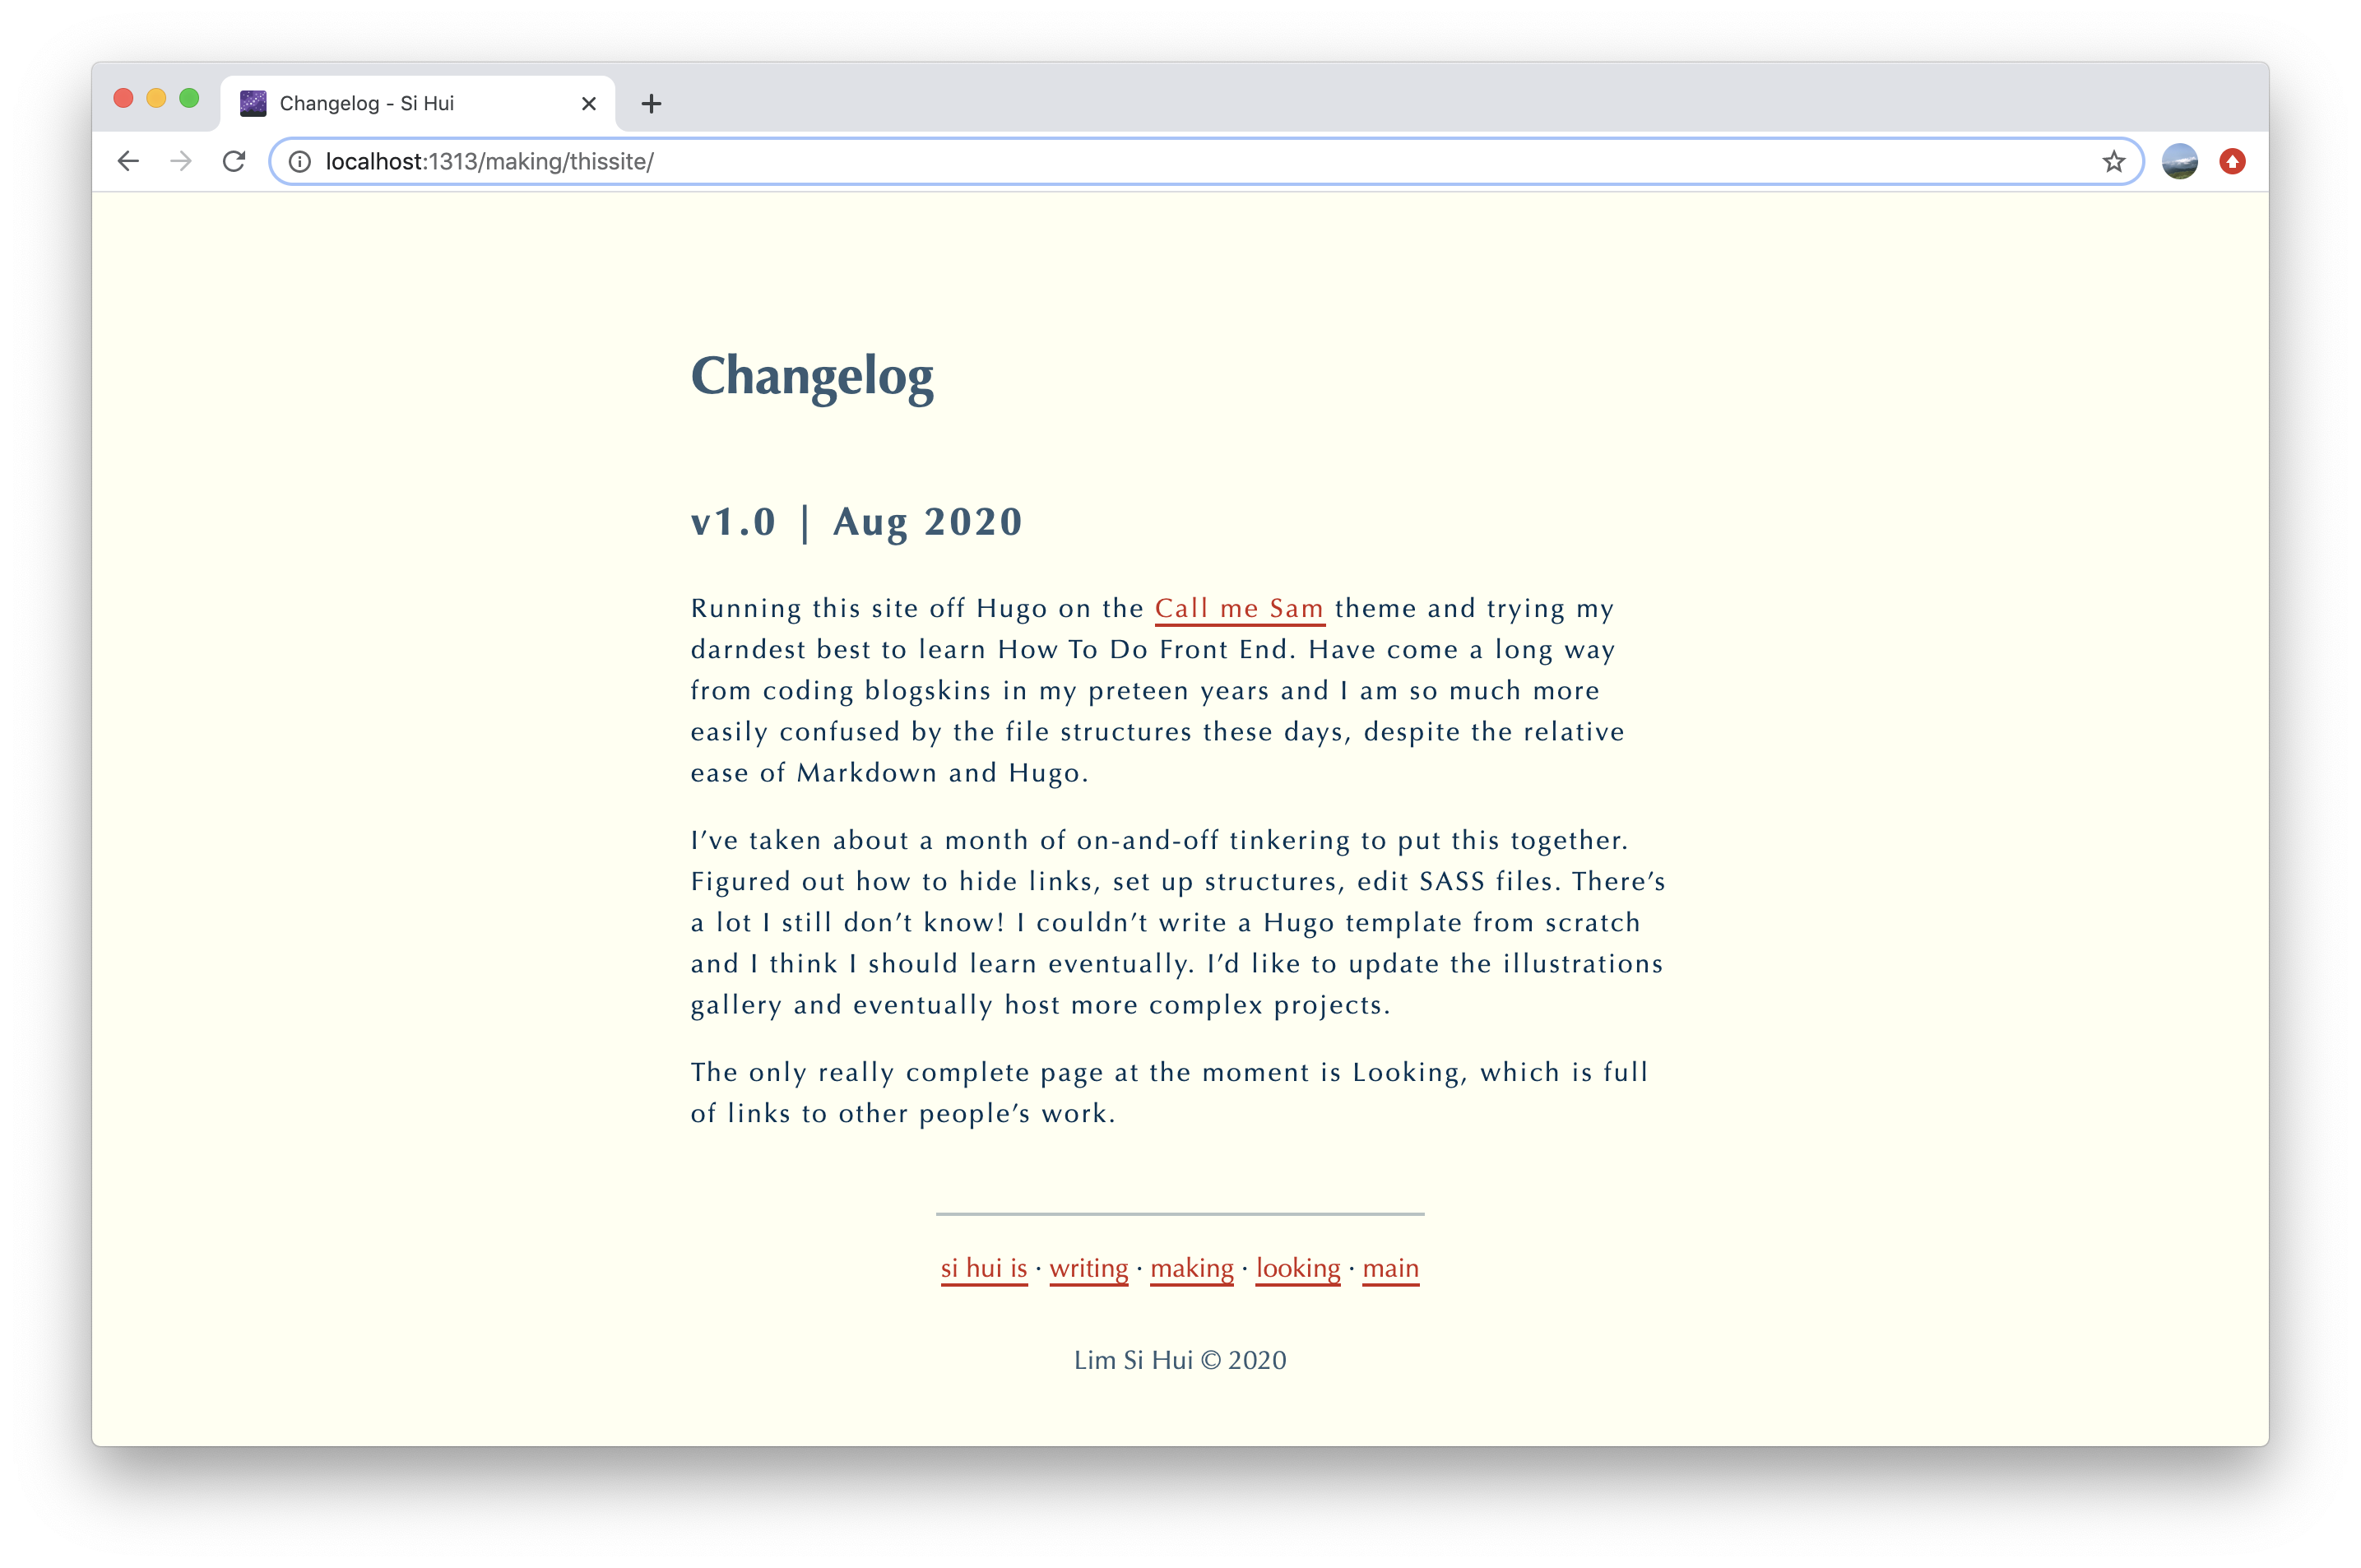 Changelog - Si Hui
localhost:1313/making/thissite/
Changelog
v1.0 | Aug 2020
Running this site off Hugo on the Call me Sam theme and trying my
darndest best to learn How To Do Front End. Have come a long way
from coding blogskins in my preteen years and I am so much more
easily confused by the file structures these days, despite the relative
ease of Markdown and Hugo.
I’ve taken about a month of on-and-off tinkering to put this together.
Figured out how to hide links, set up structures, edit SASS files. There’s
a lot I still don’t know! I couldn’t write a Hugo template from scratch
and I think I should learn eventually. I’d like to update the illustrations
gallery and eventually host more complex projects.
The only really complete page at the moment is Looking, which is full
of links to other people’s work.
si hui is · writing · making · looking · main
Lim Si Hui © 2020